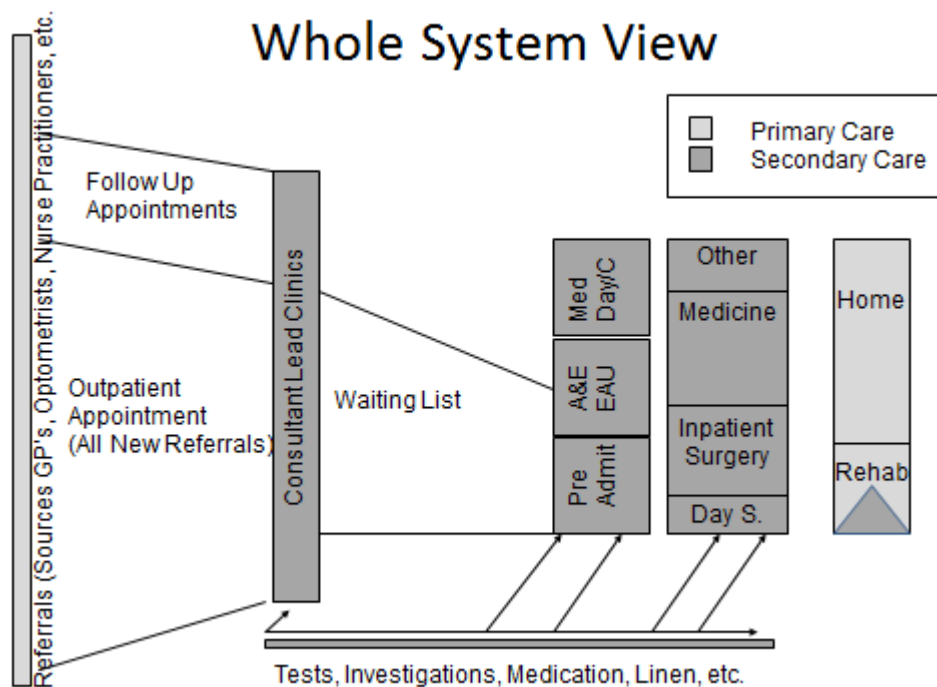 Whole System View
Referrals (Sources GP's, Optometrists, Nurse Practitioners, etc.
Primary Care
Secondary Care
Follow Up
Appointments
Outpatient
Appointment
(All New Referrals)
Consultant Lead Clinics
Waiting List
Med
Day/C
A&E
EAU
Pre
Admit
Other
Medicine
Inpatient
Surgery
Day S.
Home
Rehab
Tests, Investigations, Medication, Linen, etc.